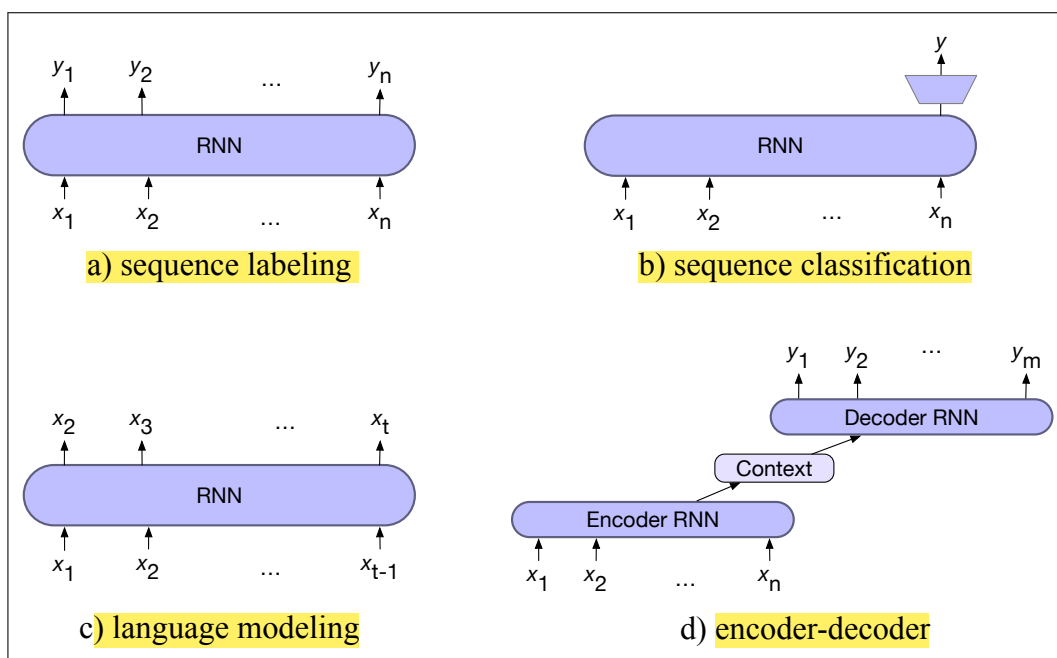 y1 y2 ... yn
RNN
x1 x2 ... xn
a) sequence labeling
y
RNN
x1 x2 ... xn
b) sequence classification
x2 x3 ... xt
RNN
x1 x2 ... xt-1
c) language modeling
y1 y2 ... ym
Decoder RNN
Context
Encoder RNN
x1 x2 ... xn
d) encoder-decoder